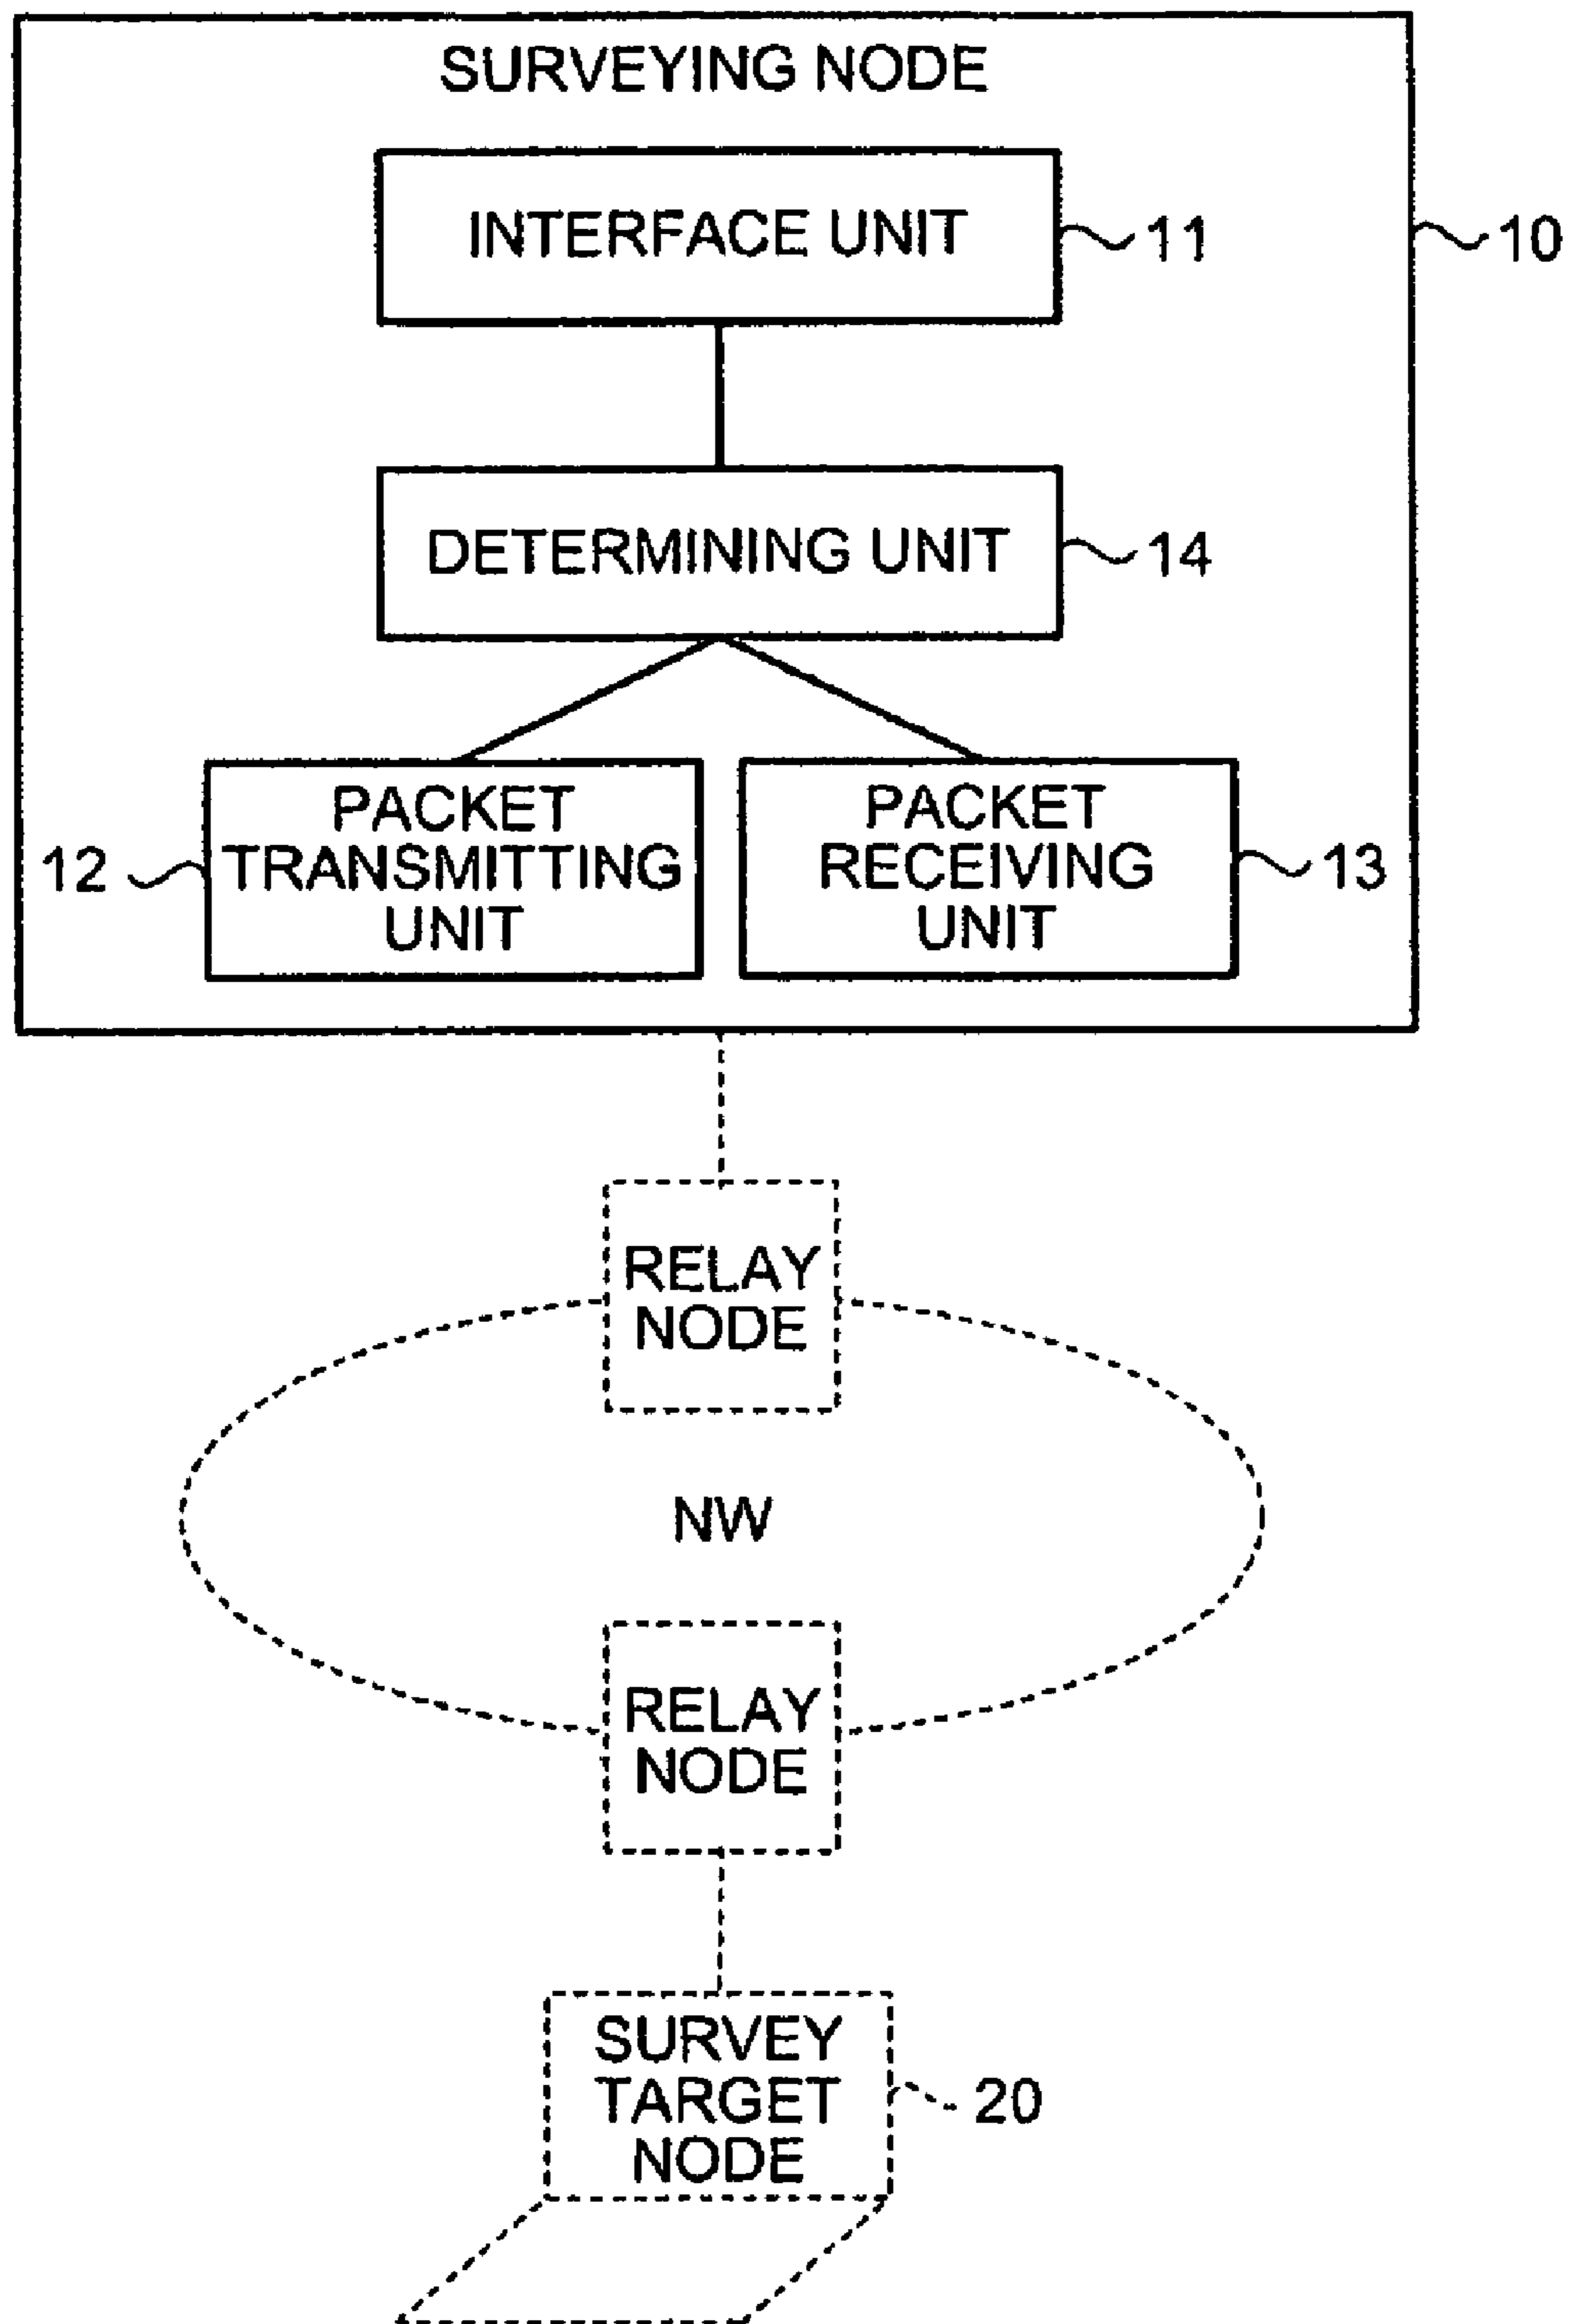 SURVEYING NODE
INTERFACE UNIT
11
10
DETERMINING UNIT
14
12
PACKET
TRANSMITTING
UNIT
PACKET
RECEIVING
UNIT
13
RELAY
NODE
NW
RELAY
NODE
SURVEY
TARGET
NODE
20